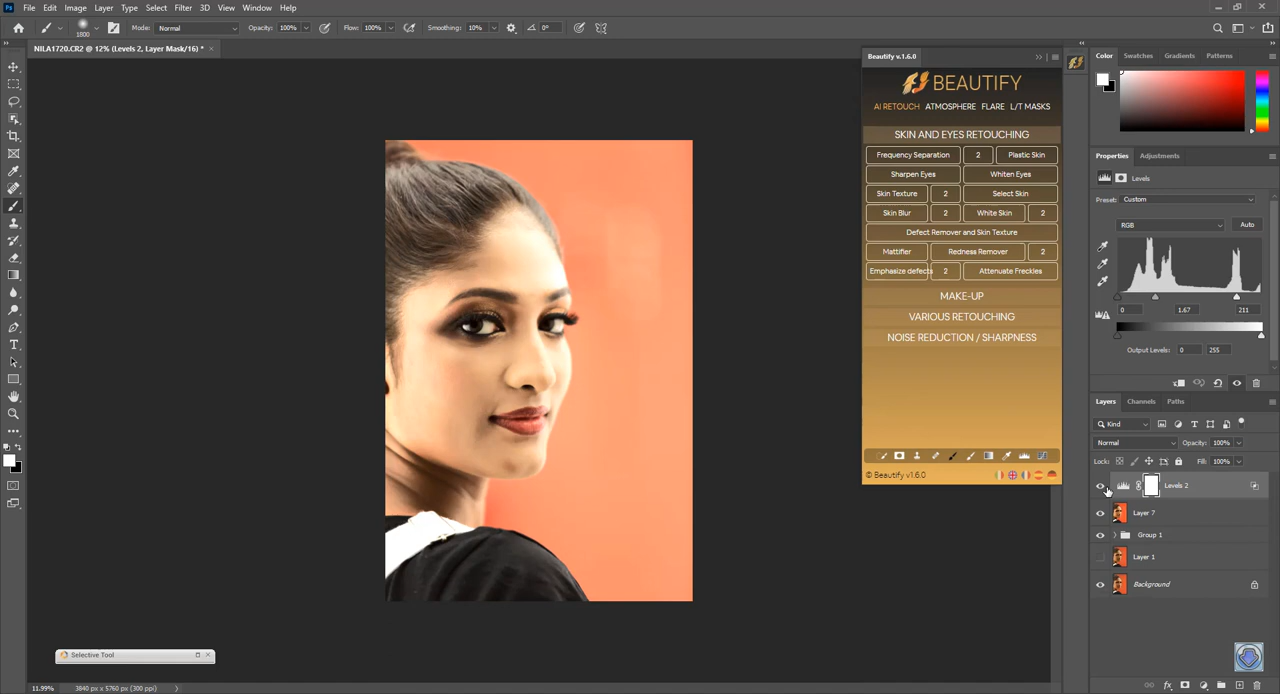 File Edit Image Layer Type Select Filter 3D View Window Help
1800 Mode: Normal Opacity: 100% Flow: 100% Smoothing: 10% 0°
NILA1720.CR2 @ 12% (Levels 2, Layer Mask/16) *
Beautify v.1.6.0
BEAUTIFY
AI RETOUCH ATMOSPHERE FLARE L/T MASKS
SKIN AND EYES RETOUCHING
Frequency Separation 2 Plastic Skin
Sharpen Eyes Whiten Eyes
Skin Texture 2 Select Skin
Skin Blur 2 White Skin 2
Defect Remover and Skin Texture
Mattifier Redness Remover 2
Emphasize defects 2 Attenuate Freckles
MAKE-UP
VARIOUS RETOUCHING
NOISE REDUCTION / SHARPNESS
© Beautify v1.6.0
Color Swatches Gradients Patterns
Properties Adjustments
Levels
Preset: Custom
RGB Auto
0 1.67 211
Output Levels: 0 255
Layers Channels Paths
Kind
Normal Opacity: 100%
Lock: Fill: 100%
Levels 2
Layer 7
Group 1
Layer 1
Background
Selective Tool
11.99% 3840 px x 5760 px (300 ppi)